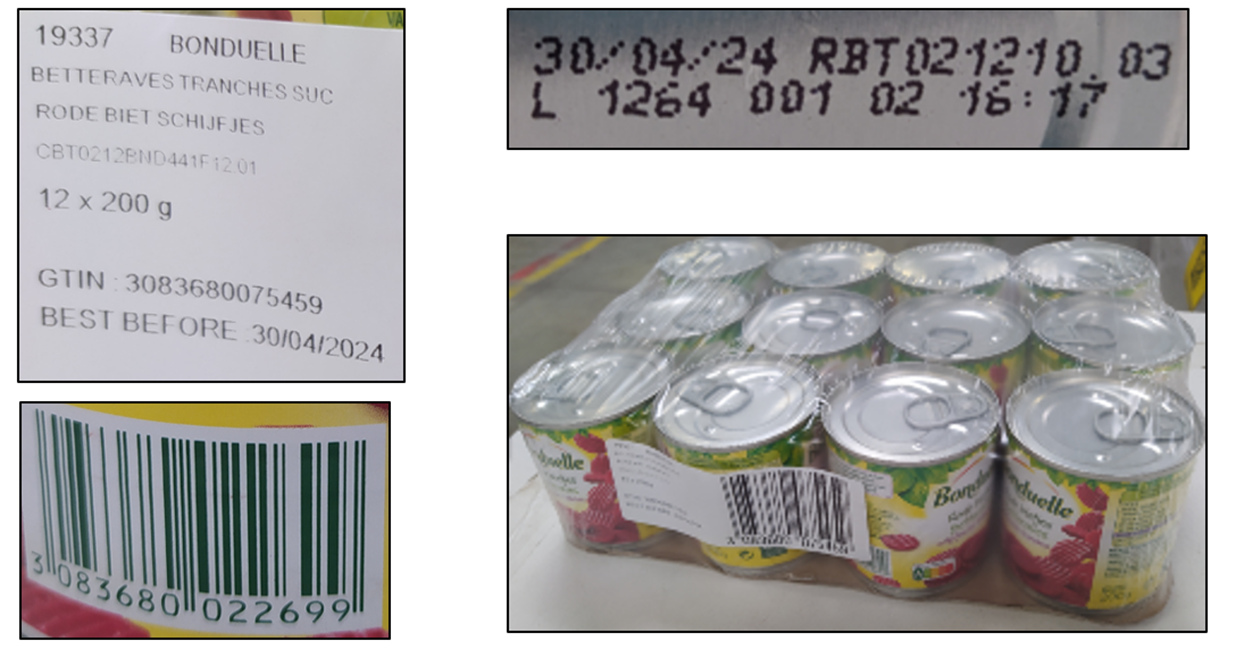 VA
19337 BONDUELLE
BETTERAVES TRANCHES SUC
RODE BIET SCHIJFJES
CBT0212BND441F12.01
12 x 200 g
GTIN : 3083680075459
BEST BEFORE :30/04/2024
30/04/24 RBT021210.03
L 1264 001 02 16:17
3 083680 022699
Bonduelle
Bonduelle